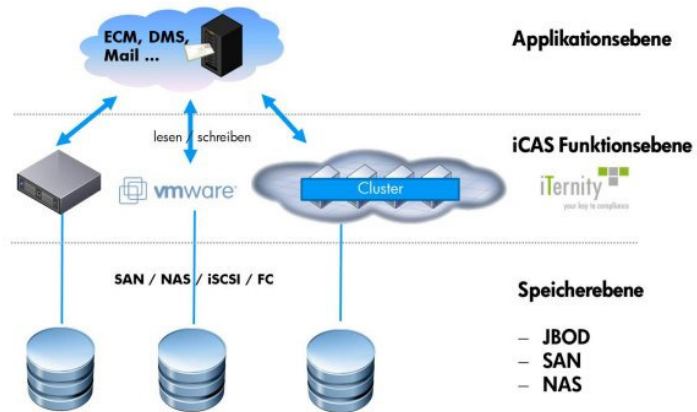 ECM, DMS,
Mail ...
Applikationsebene
lesen / schreiben
iCAS Funktionsebene
vmware
Cluster
iTernity
your key to compliance
SAN / NAS / iSCSI / FC
Speicherebene
– JBOD
– SAN
– NAS